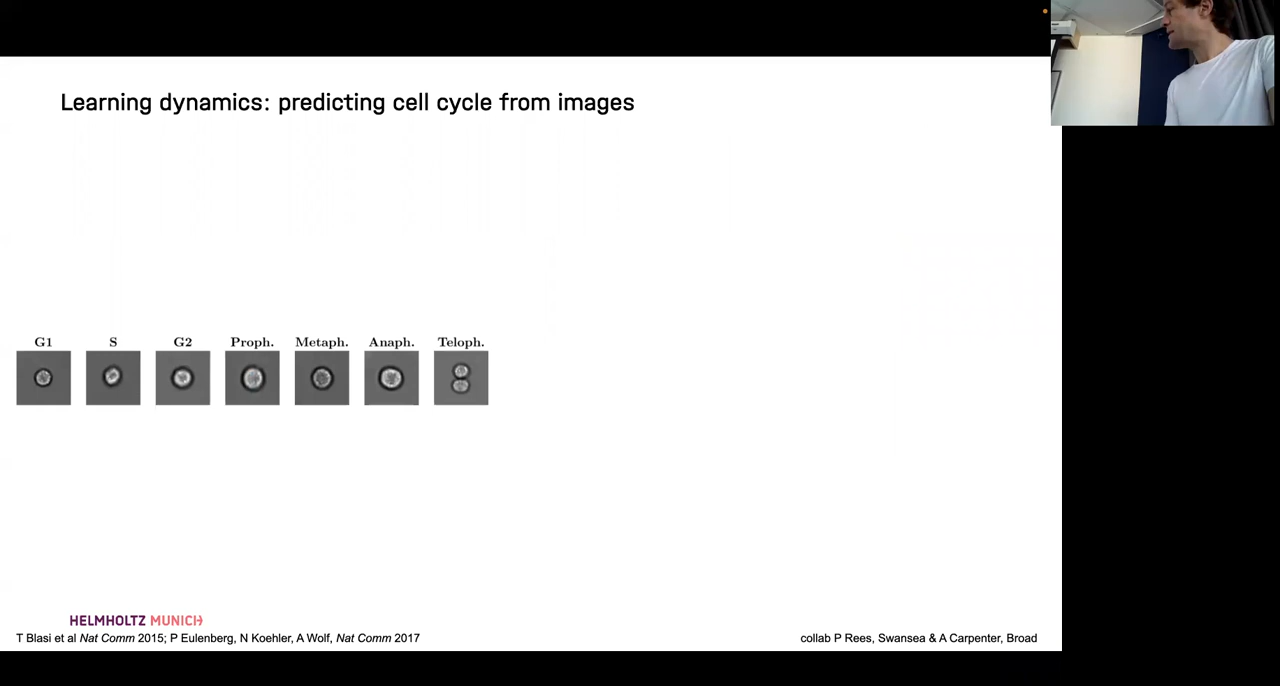 Learning dynamics: predicting cell cycle from images
G1 S G2 Proph. Metaph. Anaph. Teloph.
HELMHOLTZ MUNICH
T Blasi et al Nat Comm 2015; P Eulenberg, N Koehler, A Wolf, Nat Comm 2017
collab P Rees, Swansea & A Carpenter, Broad